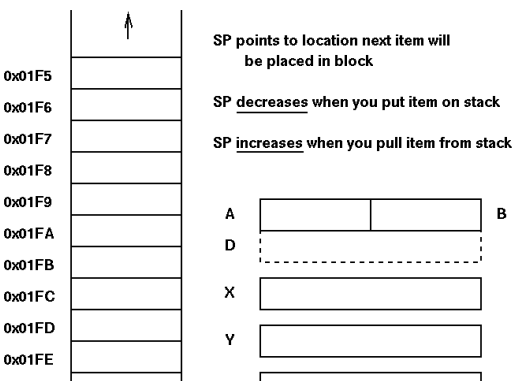 SP points to location next item will
be placed in block
SP decreases when you put item on stack
SP increases when you pull item from stack
0x01F5
0x01F6
0x01F7
0x01F8
0x01F9
0x01FA
0x01FB
0x01FC
0x01FD
0x01FE
A B
D
X
Y